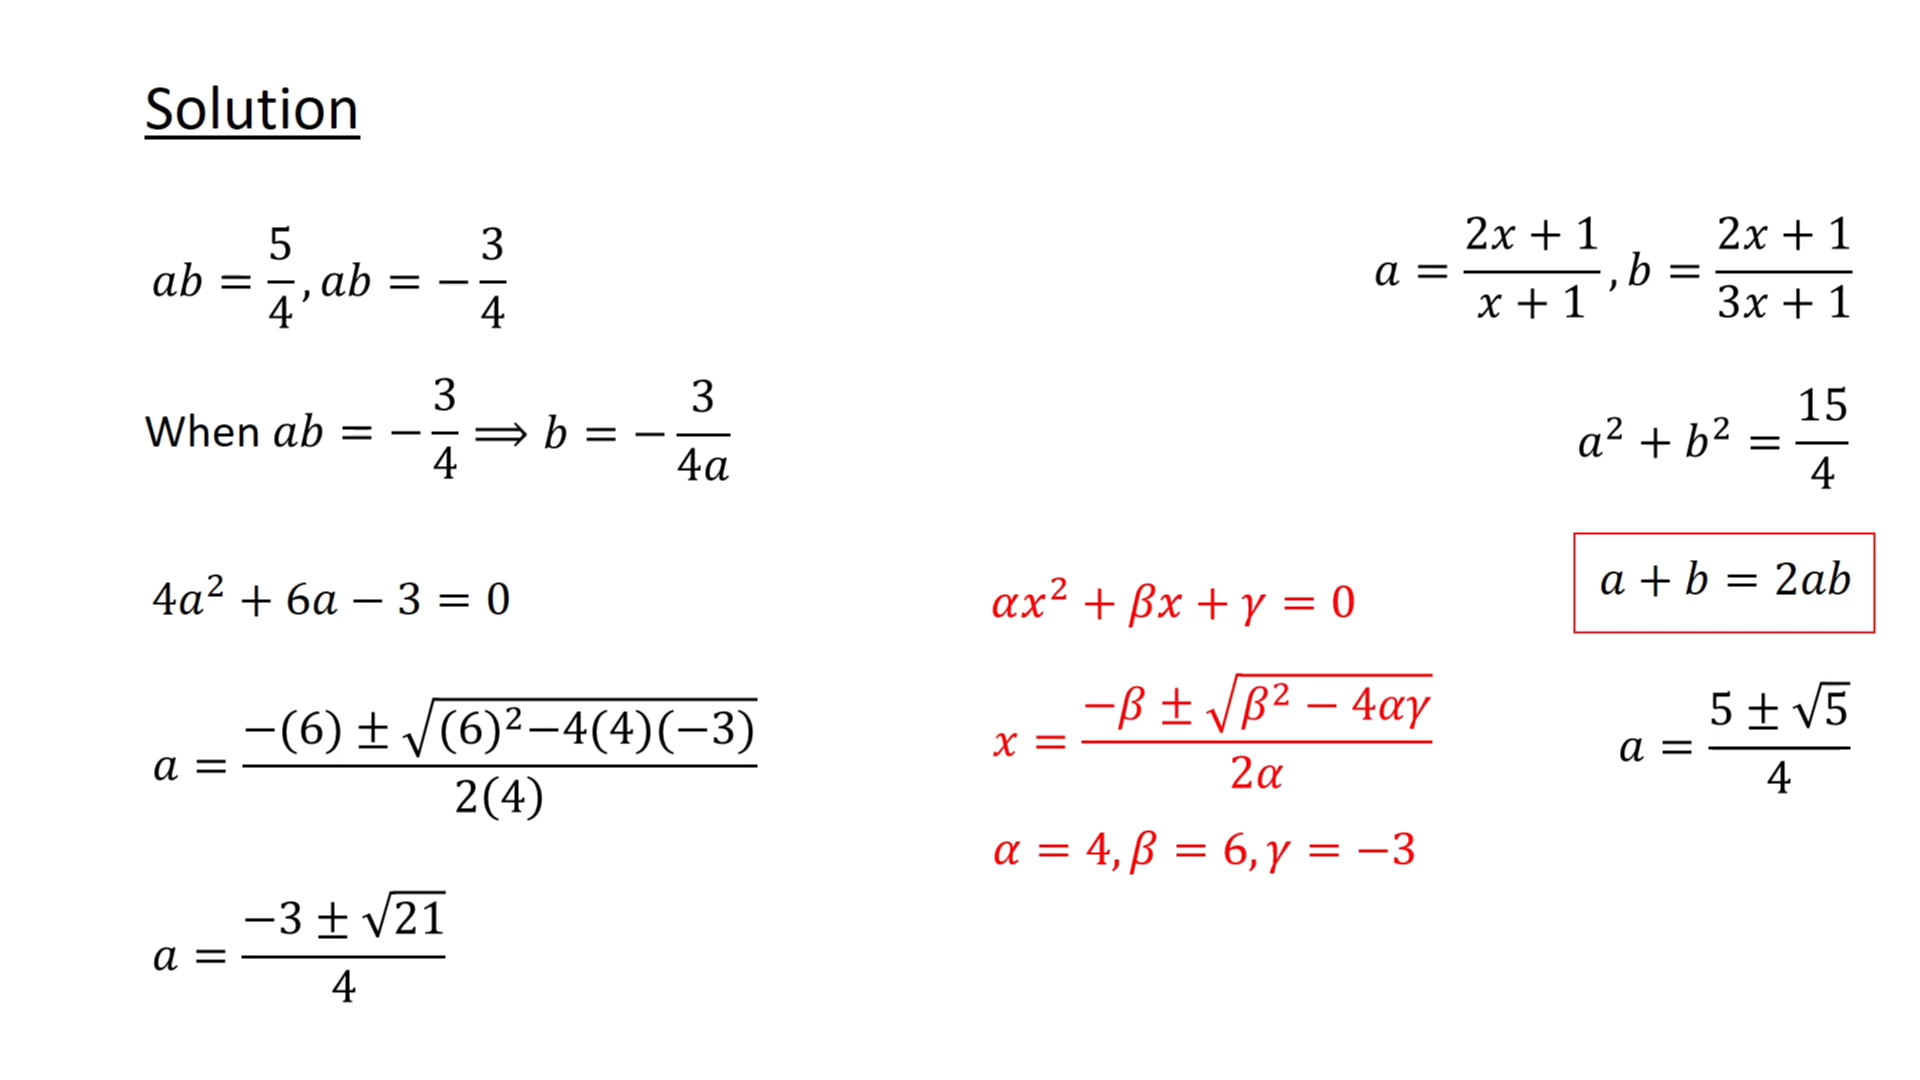 Solution
ab = 5/4, ab = −3/4
When ab = −3/4 ⟹ b = −3/(4a)
4a² + 6a − 3 = 0
a = (−(6) ± √((6)²−4(4)(−3)))/(2(4))
a = (−3 ± √21)/4
αx² + βx + γ = 0
x = (−β ± √(β² − 4αγ))/(2α)
α = 4, β = 6, γ = −3
a = (2x + 1)/(x + 1), b = (2x + 1)/(3x + 1)
a² + b² = 15/4
a + b = 2ab
a = (5 ± √5)/4